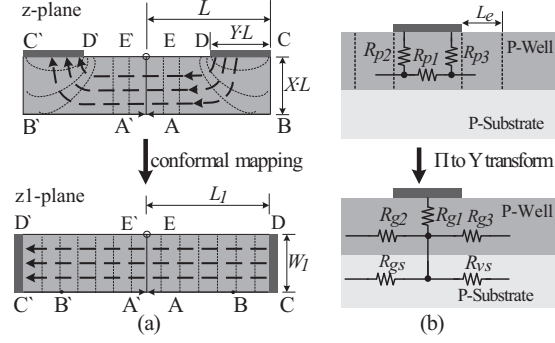 z-plane
L
C` D` E` E D Y·L C
X·L
B` A` A B
conformal mapping
z1-plane
L1
D` E` E D
W1
C` B` A` A B C
(a)
Le
Rp2 Rp1 Rp3 P-Well
P-Substrate
Π to Y transform
Rg2 Rg1 Rg3 P-Well
Rgs Rvs
P-Substrate
(b)